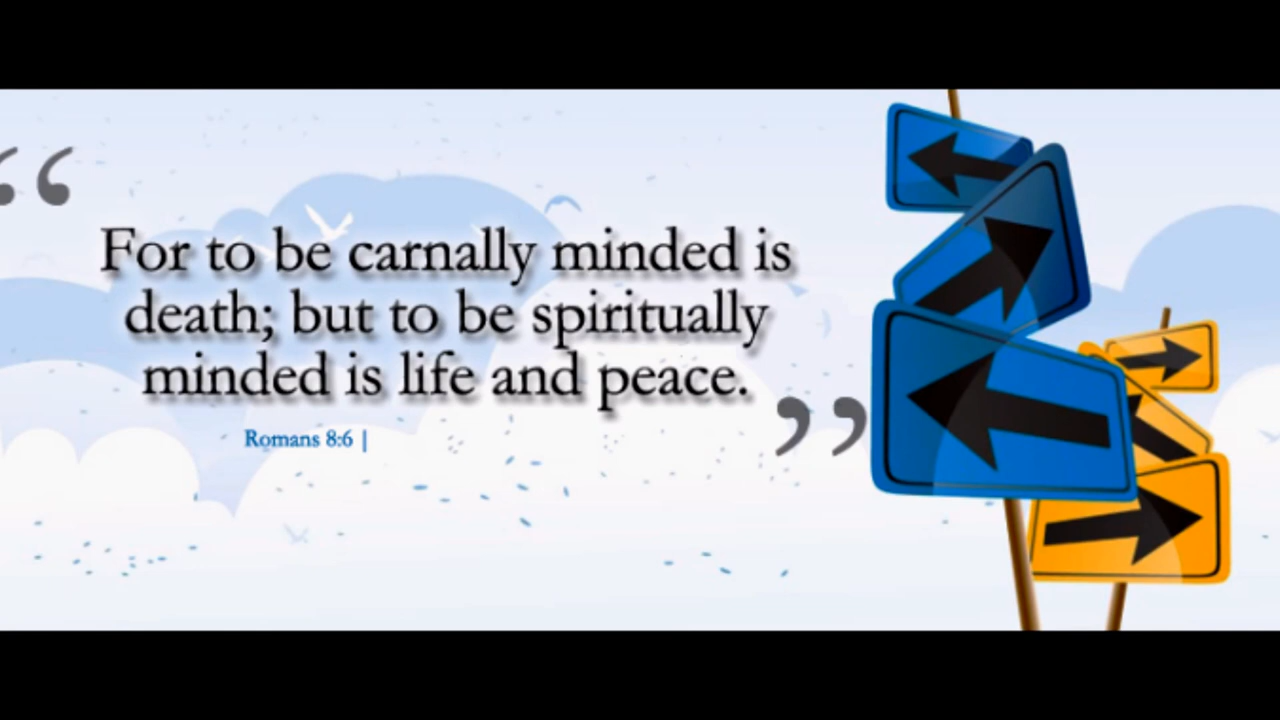 “
For to be carnally minded is
death; but to be spiritually
minded is life and peace.
”
Romans 8:6 |